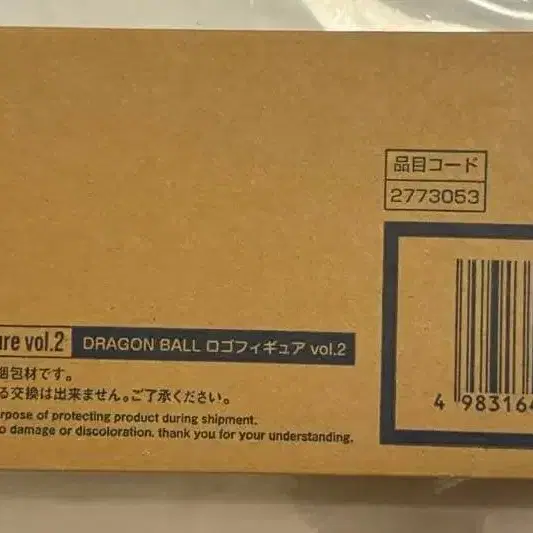 品目コード
2773053
ure vol.2 DRAGON BALL ロゴフィギュア vol.2
梱包材です。
る交換は出来ません。ご了承ください。
rpose of protecting product during shipment.
o damage or discoloration. thank you for your understanding.
4 983164